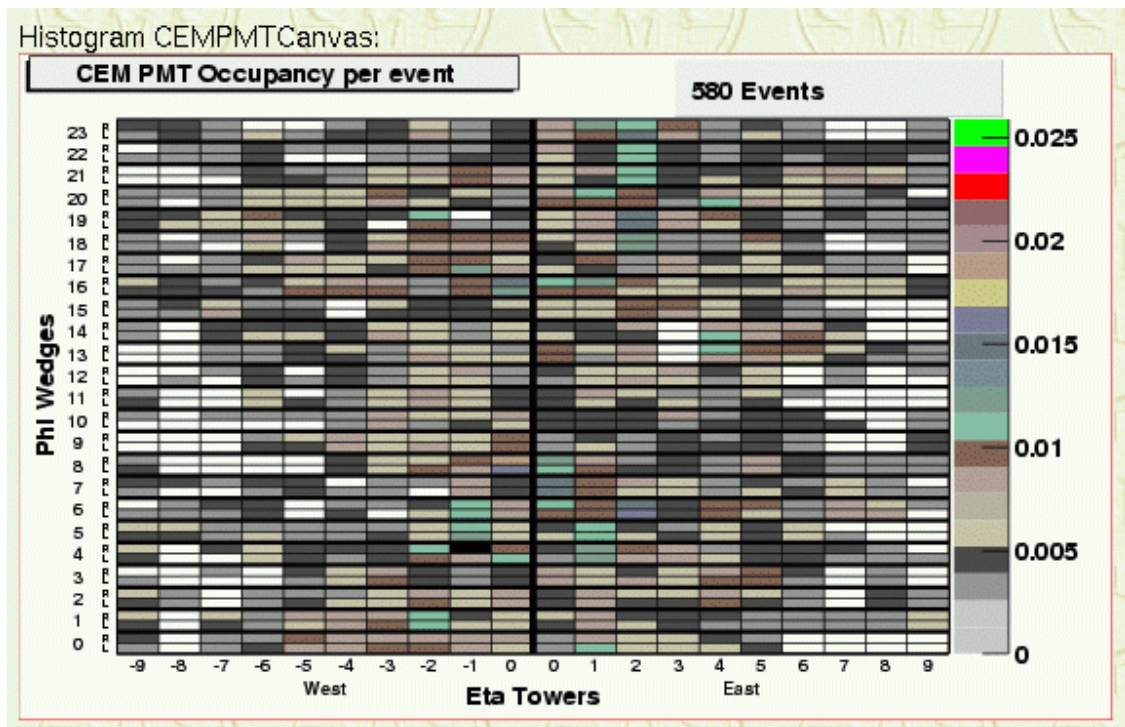 Histogram CEMPMTCanvas:
CEM PMT Occupancy per event
580 Events
Phi Wedges
23 R L
22 R L
21 R L
20 R L
19 R L
18 R L
17 R L
16 R L
15 R L
14 R L
13 R L
12 R L
11 R L
10 R L
9 R L
8 R L
7 R L
6 R L
5 R L
4 R L
3 R L
2 R L
1 R L
0 R L
-9 -8 -7 -6 -5 -4 -3 -2 -1 0 0 1 2 3 4 5 6 7 8 9
West Eta Towers East
0.025
0.02
0.015
0.01
0.005
0